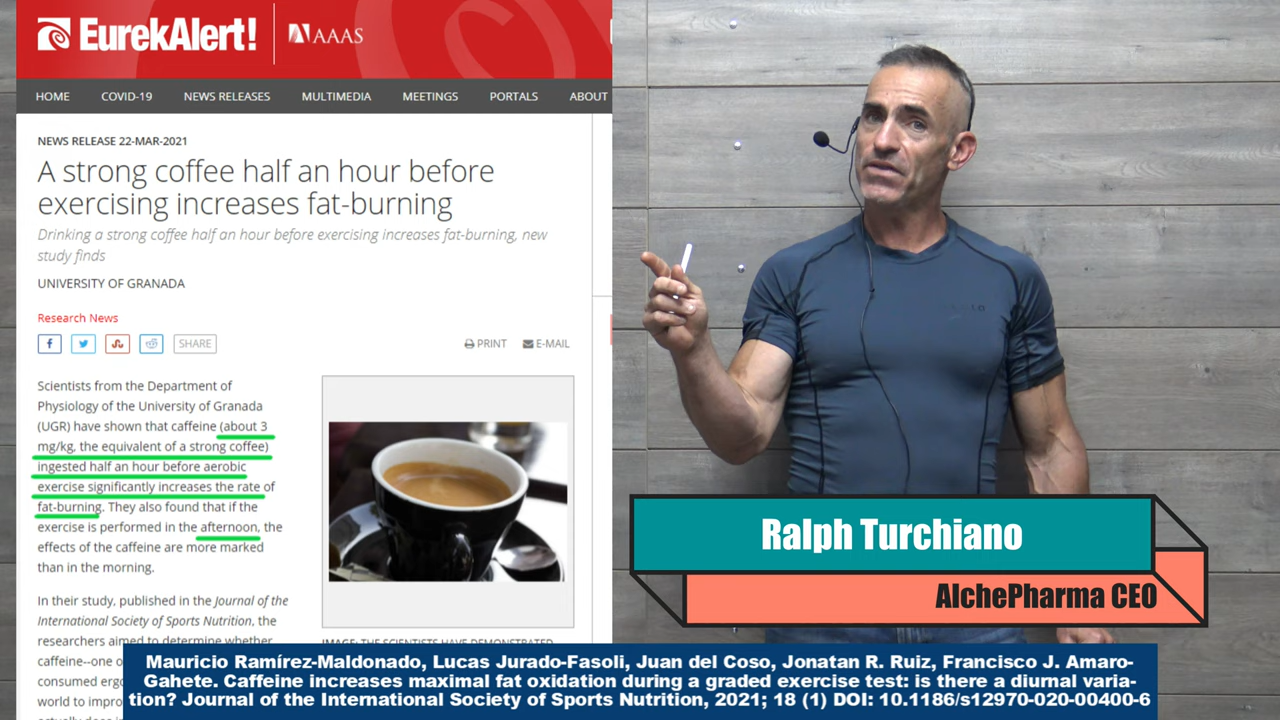 EurekAlert! AAAS
HOME COVID-19 NEWS RELEASES MULTIMEDIA MEETINGS PORTALS ABOUT
NEWS RELEASE 22-MAR-2021
A strong coffee half an hour before
exercising increases fat-burning
Drinking a strong coffee half an hour before exercising increases fat-burning, new
study finds
UNIVERSITY OF GRANADA
Research News
SHARE
PRINT E-MAIL
Scientists from the Department of
Physiology of the University of Granada
(UGR) have shown that caffeine (about 3
mg/kg, the equivalent of a strong coffee)
ingested half an hour before aerobic
exercise significantly increases the rate of
fat-burning. They also found that if the
exercise is performed in the afternoon, the
effects of the caffeine are more marked
than in the morning.
In their study, published in the Journal of the
International Society of Sports Nutrition, the
researchers aimed to determine whether
caffeine--one o
consumed ergo
world to impro
IMAGE: THE SCIENTISTS HAVE DEMONSTRATED
Ralph Turchiano
AlchePharma CEO
Mauricio Ramírez-Maldonado, Lucas Jurado-Fasoli, Juan del Coso, Jonatan R. Ruiz, Francisco J. Amaro-
Gahete. Caffeine increases maximal fat oxidation during a graded exercise test: is there a diurnal varia-
tion? Journal of the International Society of Sports Nutrition, 2021; 18 (1) DOI: 10.1186/s12970-020-00400-6